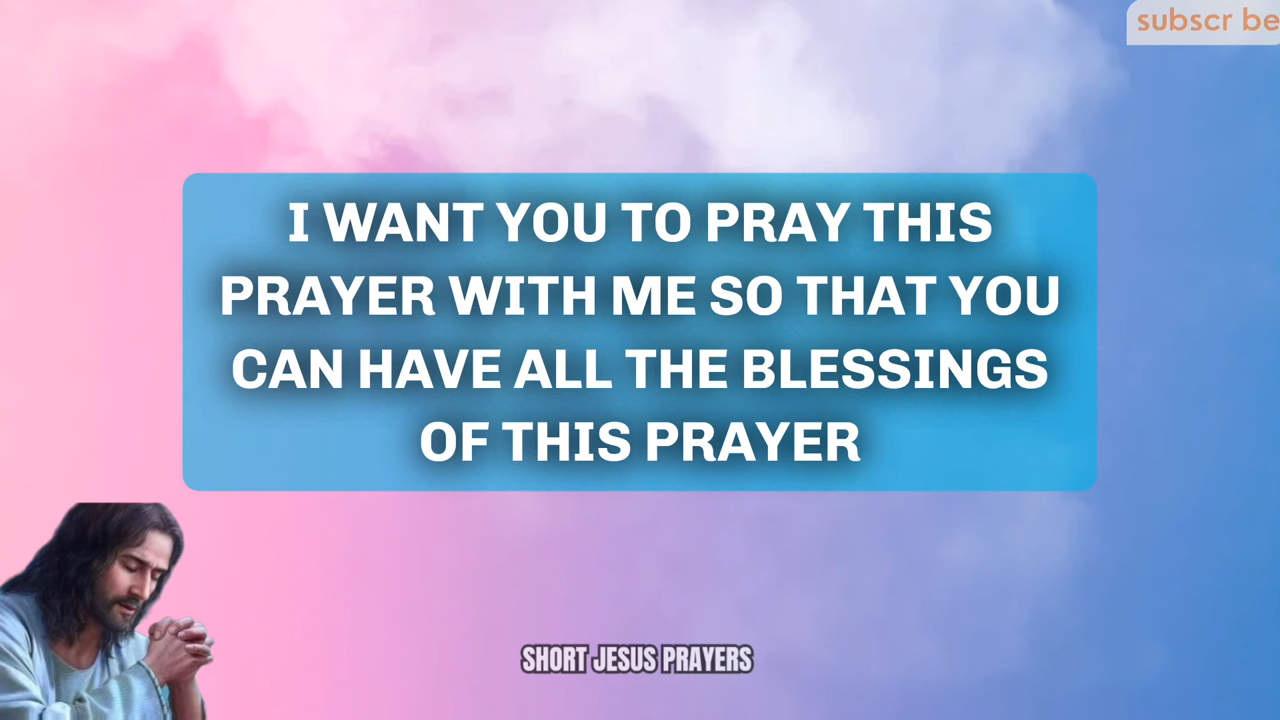 subscr be
I WANT YOU TO PRAY THIS
PRAYER WITH ME SO THAT YOU
CAN HAVE ALL THE BLESSINGS
OF THIS PRAYER
SHORT JESUS PRAYERS